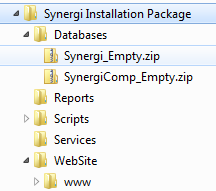 Synergi Installation Package
Databases
Synergi_Empty.zip
SynergiComp_Empty.zip
Reports
Scripts
Services
WebSite
www